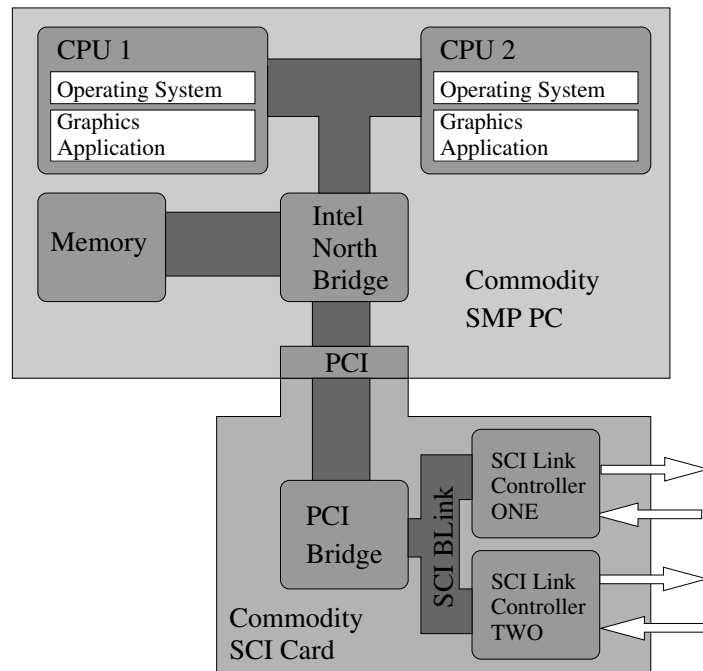 CPU 1
Operating System
Graphics
Application
CPU 2
Operating System
Graphics
Application
Memory
Intel
North
Bridge
Commodity
SMP PC
PCI
PCI
Bridge
SCI BLink
SCI Link
Controller
ONE
SCI Link
Controller
TWO
Commodity
SCI Card